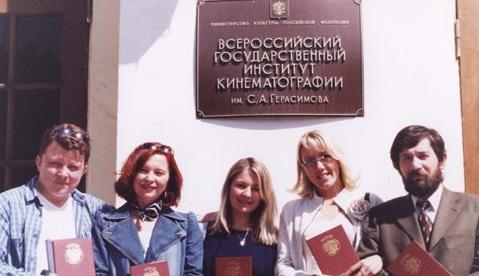 МИНИСТЕРСТВО КУЛЬТУРЫ РОССИЙСКОЙ ФЕДЕРАЦИИ
ВСЕРОССИЙСКИЙ
ГОСУДАРСТВЕННЫЙ
ИНСТИТУТ
КИНЕМАТОГРАФИИ
ИМ. С.А.ГЕРАСИМОВА